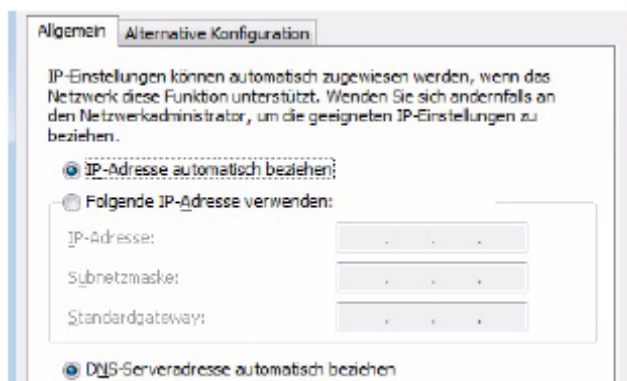 Allgemein Alternative Konfiguration
IP-Einstellungen können automatisch zugewiesen werden, wenn das
Netzwerk diese Funktion unterstützt. Wenden Sie sich andernfalls an
den Netzwerkadministrator, um die geeigneten IP-Einstellungen zu
beziehen.
IP-Adresse automatisch beziehen
Folgende IP-Adresse verwenden:
IP-Adresse:
Subnetzmaske:
Standardgateway:
DNS-Serveradresse automatisch beziehen